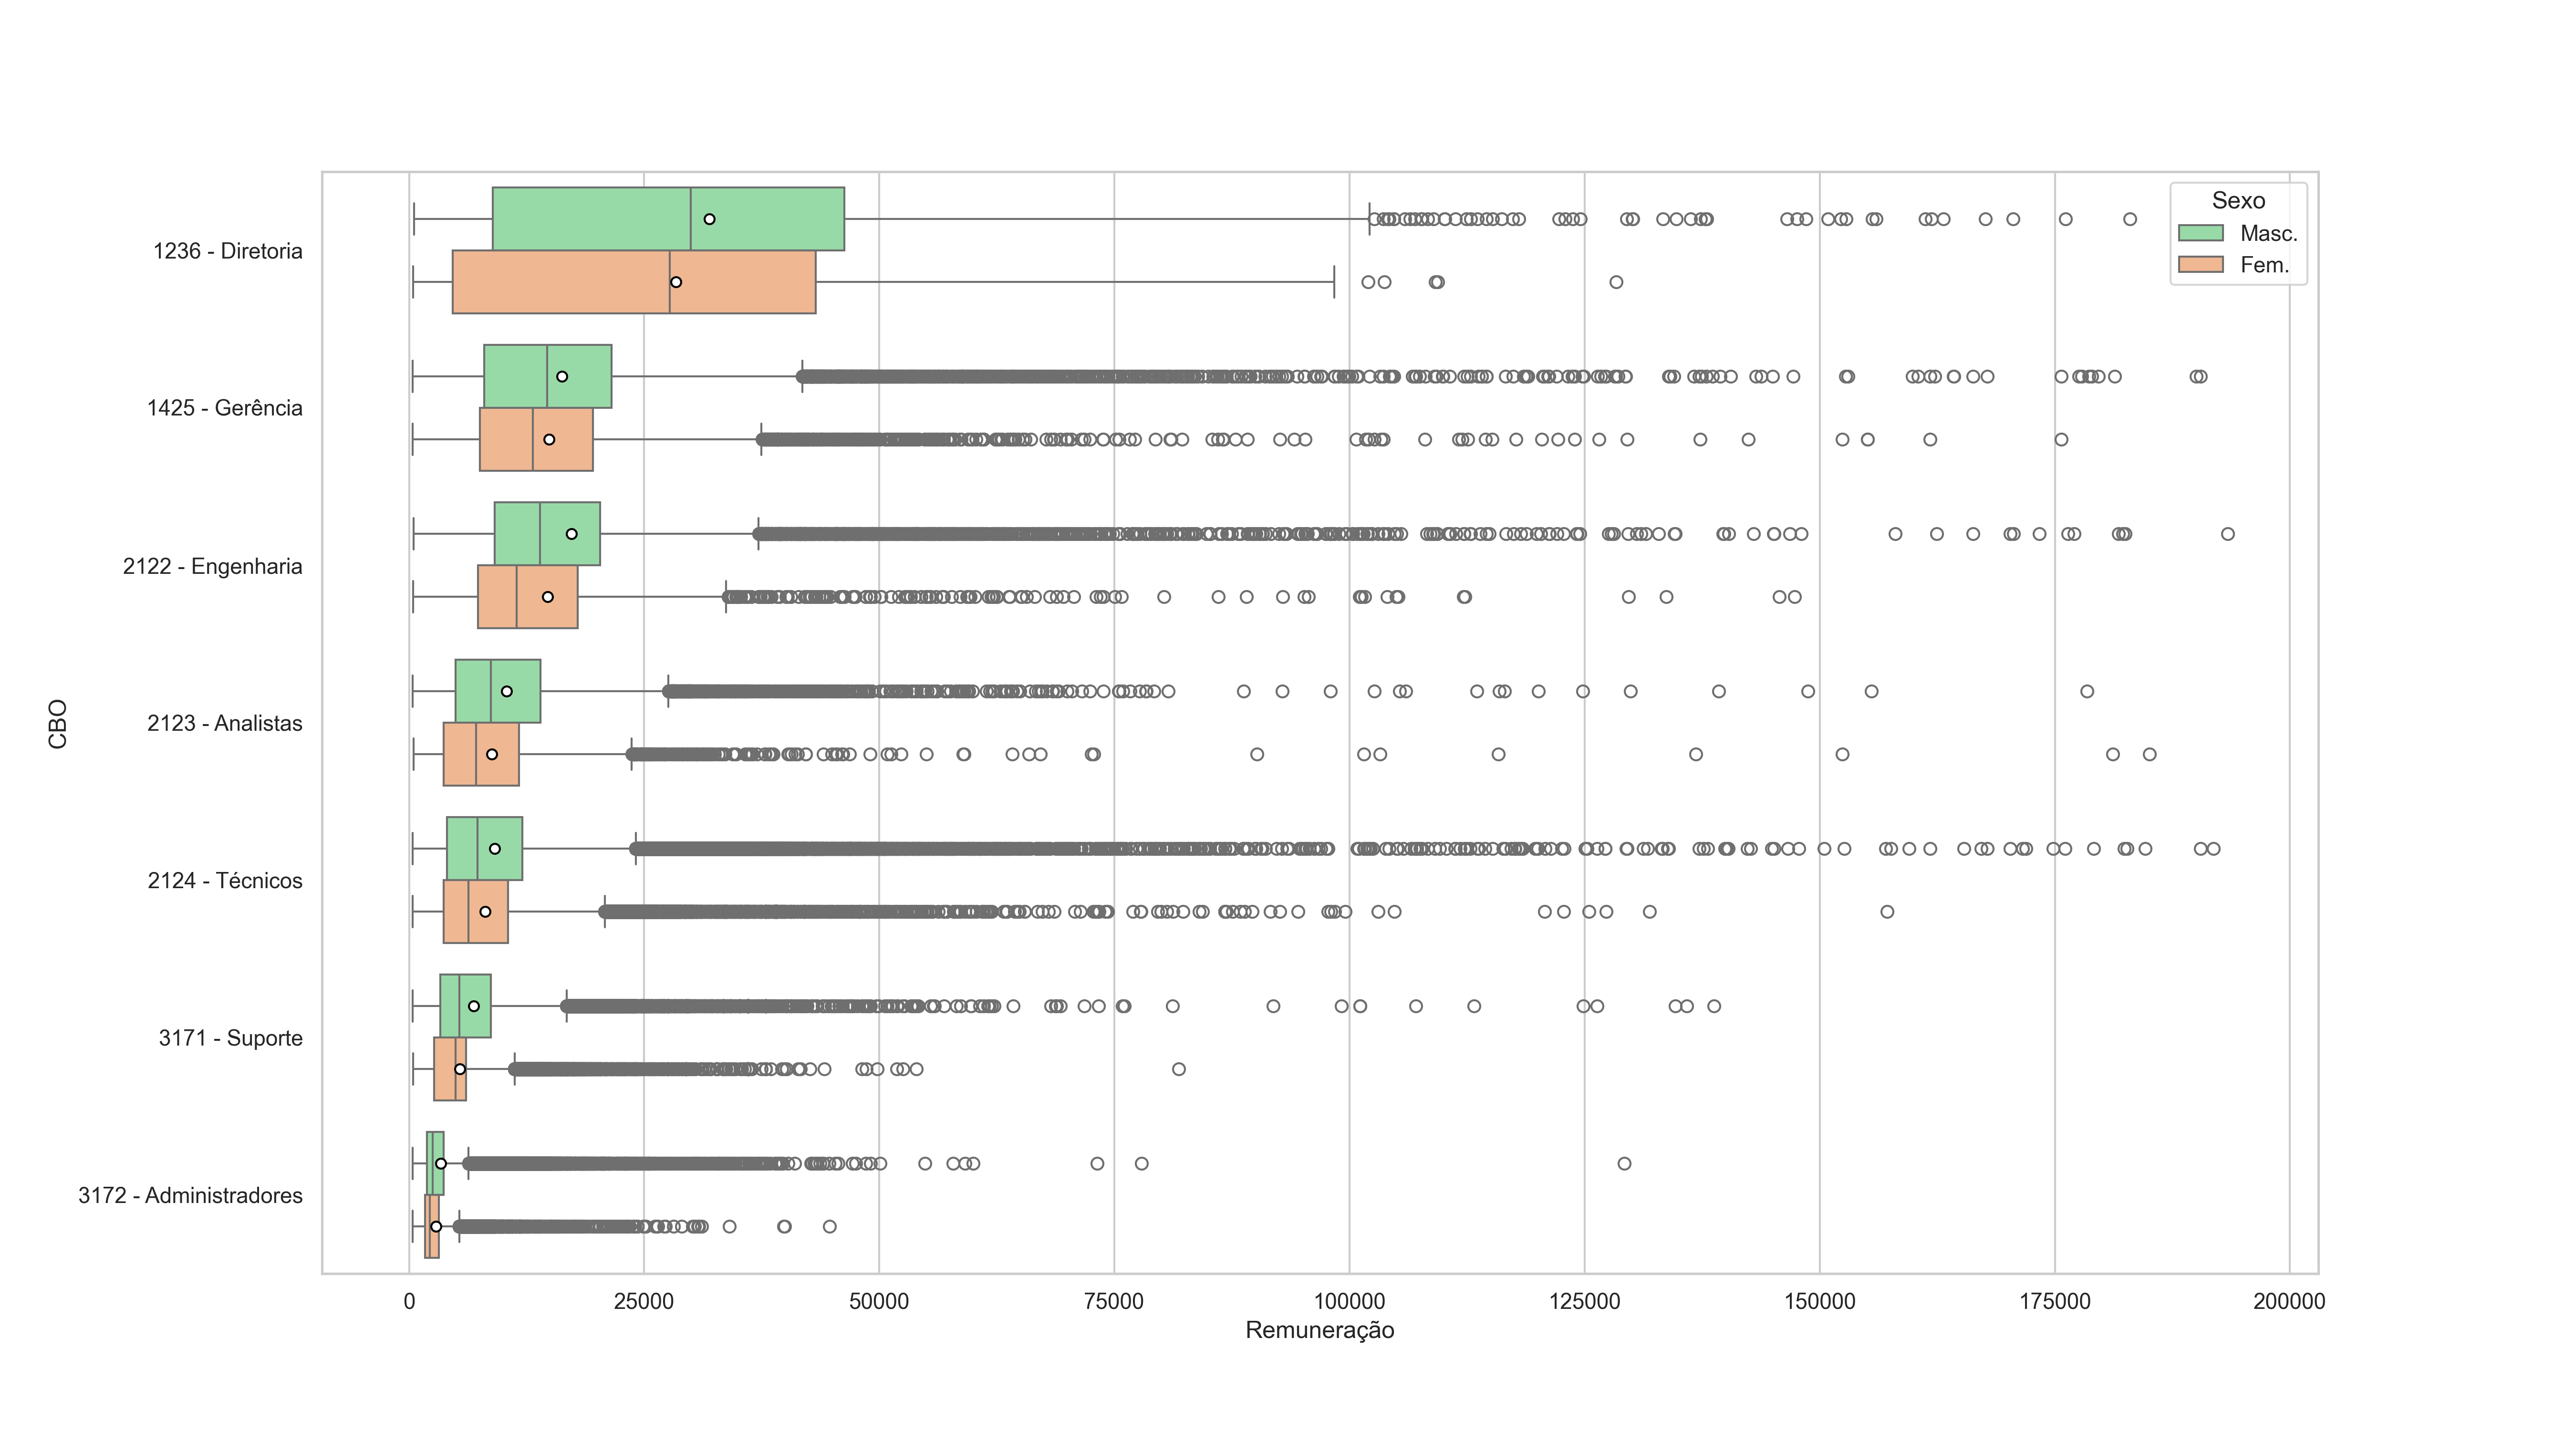 Sexo
Masc.
Fem.
1236 - Diretoria
1425 - Gerência
2122 - Engenharia
2123 - Analistas
2124 - Técnicos
3171 - Suporte
3172 - Administradores
CBO
0 25000 50000 75000 100000 125000 150000 175000 200000
Remuneração